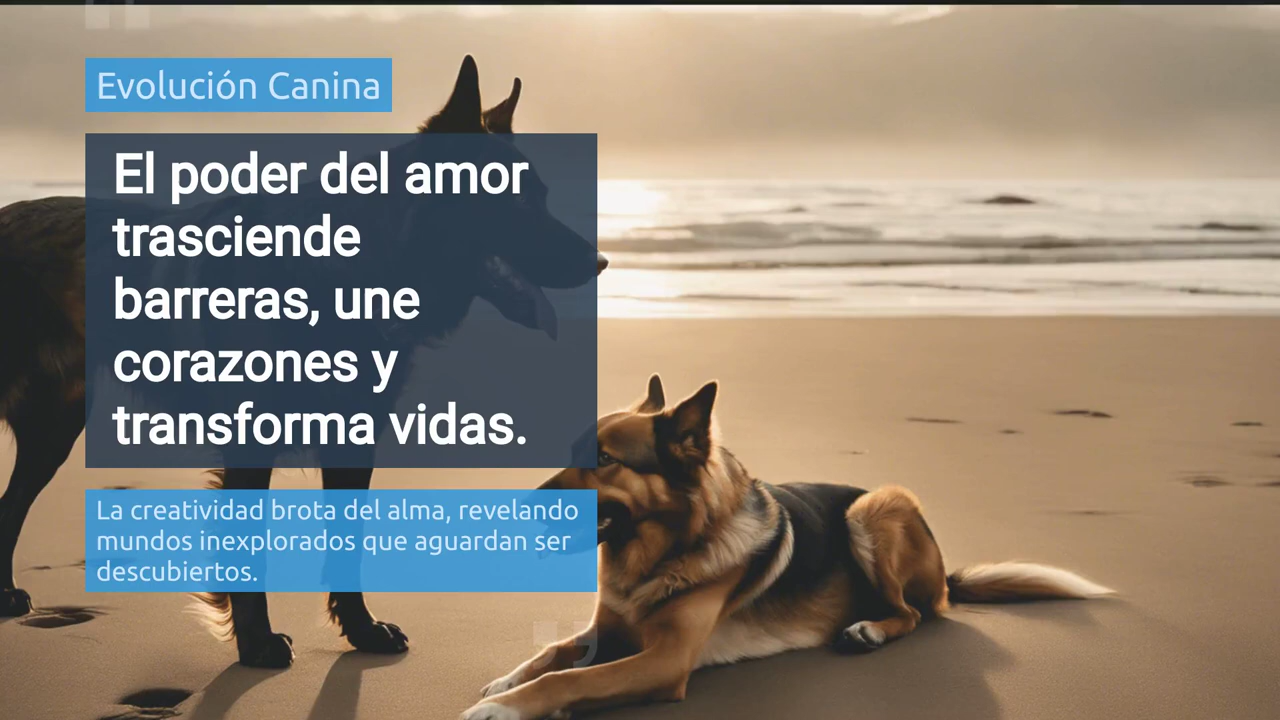 Evolución Canina
El poder del amor
trasciende
barreras, une
corazones y
transforma vidas.
La creatividad brota del alma, revelando
mundos inexplorados que aguardan ser
descubiertos.